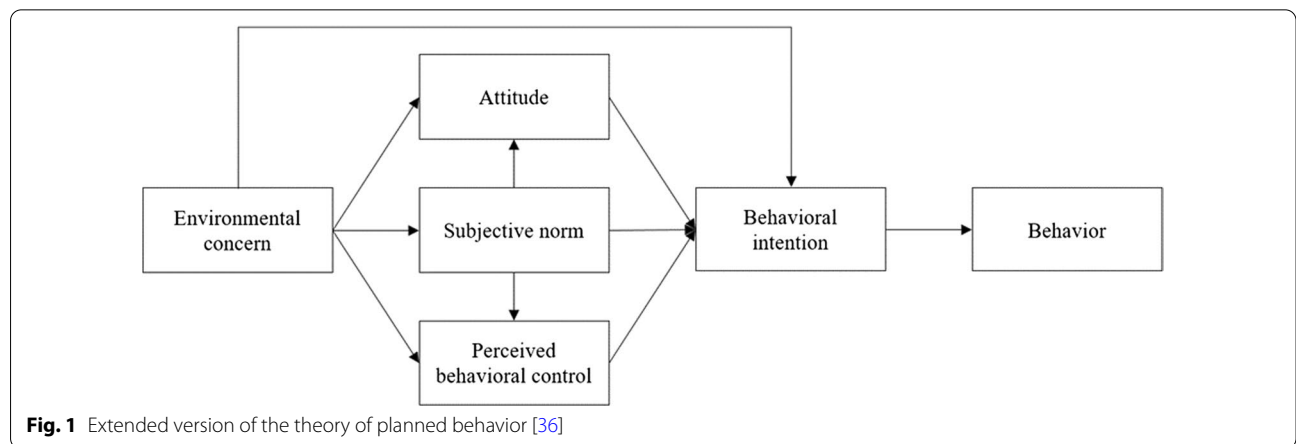 Attitude
Environmental
concern
Subjective norm
Behavioral
intention
Behavior
Perceived
behavioral control
Fig. 1 Extended version of the theory of planned behavior [36]